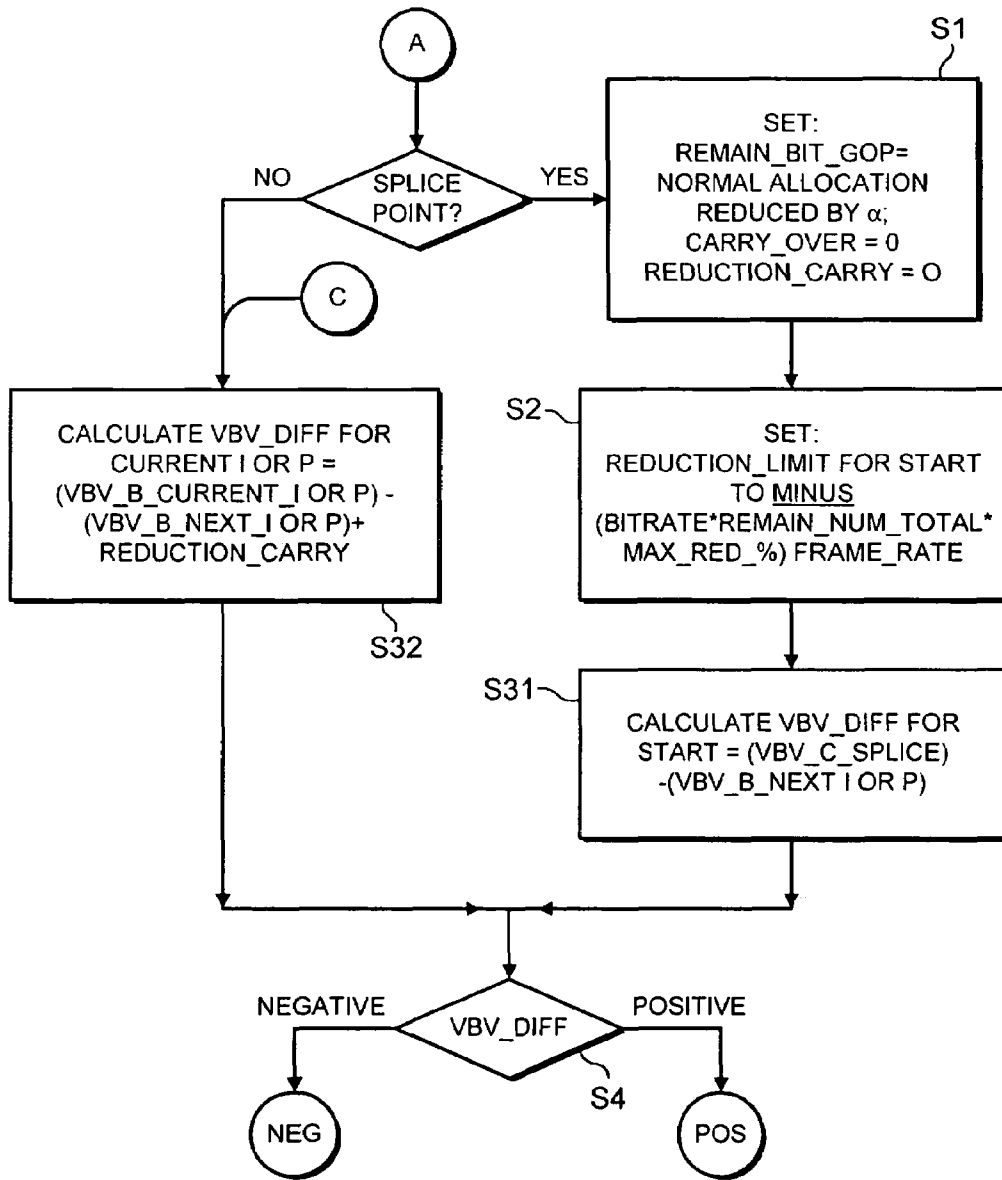 A
S1
SPLICE
POINT?
NO
YES
SET:
REMAIN_BIT_GOP=
NORMAL ALLOCATION
REDUCED BY α;
CARRY_OVER = 0
REDUCTION_CARRY = O
C
S2
SET:
REDUCTION_LIMIT FOR START
TO MINUS
(BITRATE*REMAIN_NUM_TOTAL*
MAX_RED_%) FRAME_RATE
CALCULATE VBV_DIFF FOR
CURRENT I OR P =
(VBV_B_CURRENT_I OR P) -
(VBV_B_NEXT_I OR P)+
REDUCTION_CARRY
S32
S31
CALCULATE VBV_DIFF FOR
START = (VBV_C_SPLICE)
-(VBV_B_NEXT I OR P)
NEGATIVE
POSITIVE
VBV_DIFF
S4
NEG
POS